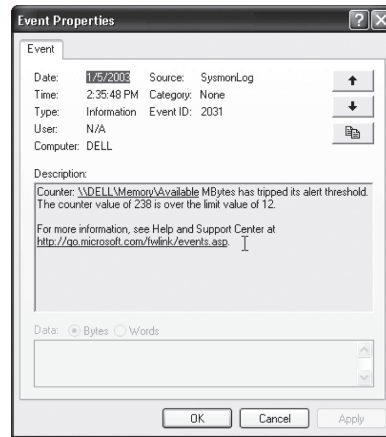 Event Properties
Event
Date: 1/5/2003 Source: SysmonLog
Time: 2:35:48 PM Category: None
Type: Information Event ID: 2031
User: N/A
Computer: DELL
Description:
Counter: \\DELL\Memory\Available MBytes has tripped its alert threshold.
The counter value of 238 is over the limit value of 12.
For more information, see Help and Support Center at
http://go.microsoft.com/fwlink/events.asp.
Data: Bytes Words
OK Cancel Apply